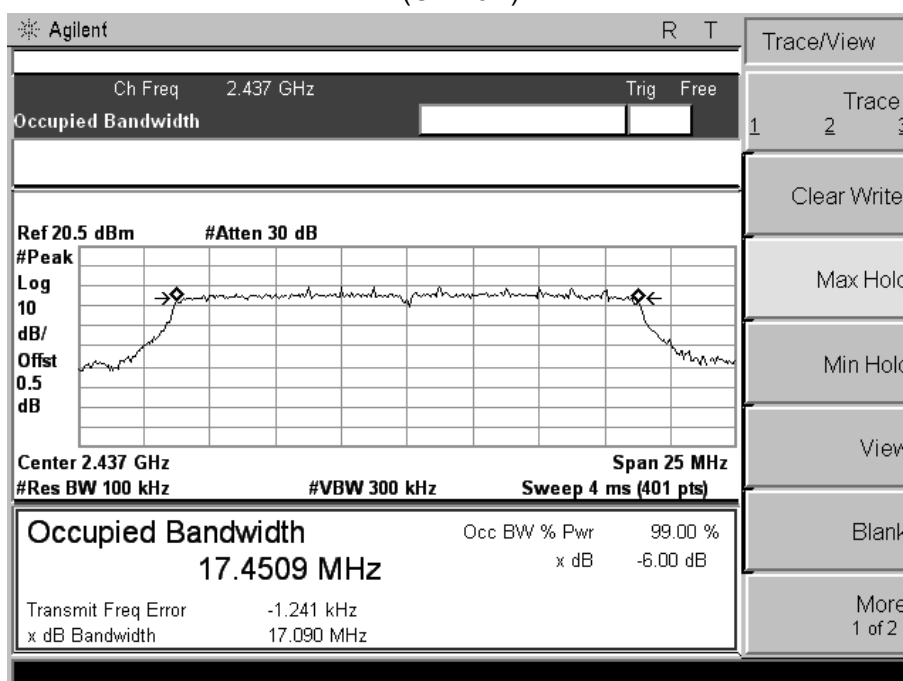 Agilent R T
Trace/View
Ch Freq 2.437 GHz Trig Free
Occupied Bandwidth
Trace
1 2
Clear Write
Ref 20.5 dBm #Atten 30 dB
#Peak
Log
10
dB/
Offst
0.5
dB
Max Hold
Min Hold
Center 2.437 GHz Span 25 MHz
#Res BW 100 kHz #VBW 300 kHz Sweep 4 ms (401 pts)
View
Occupied Bandwidth
17.4509 MHz
Occ BW % Pwr 99.00 %
x dB -6.00 dB
Transmit Freq Error -1.241 kHz
x dB Bandwidth 17.090 MHz
Blank
More
1 of 2